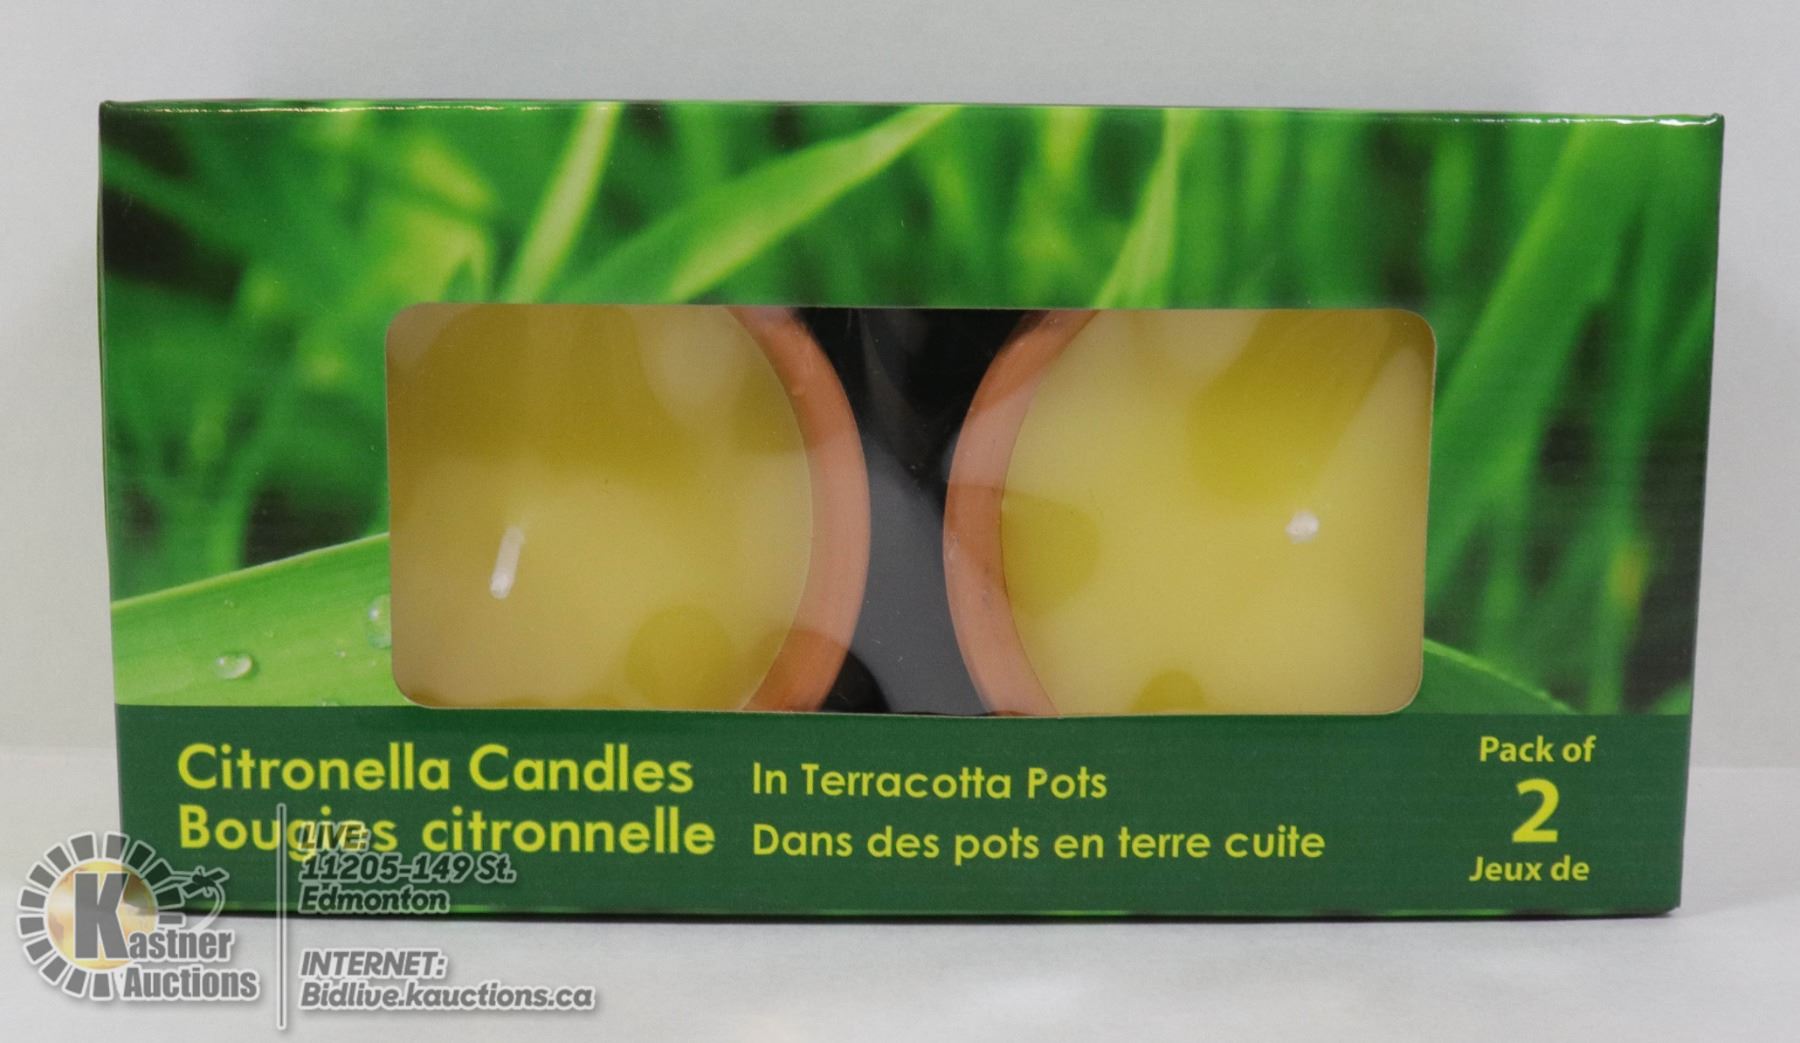 Citronella Candles
Bougies citronnelle
In Terracotta Pots
Dans des pots en terre cuite
Pack of
2
Jeux de
Kastner
Auctions
LIVE:
11205-149 St.
Edmonton
INTERNET:
Bidlive.kauctions.ca